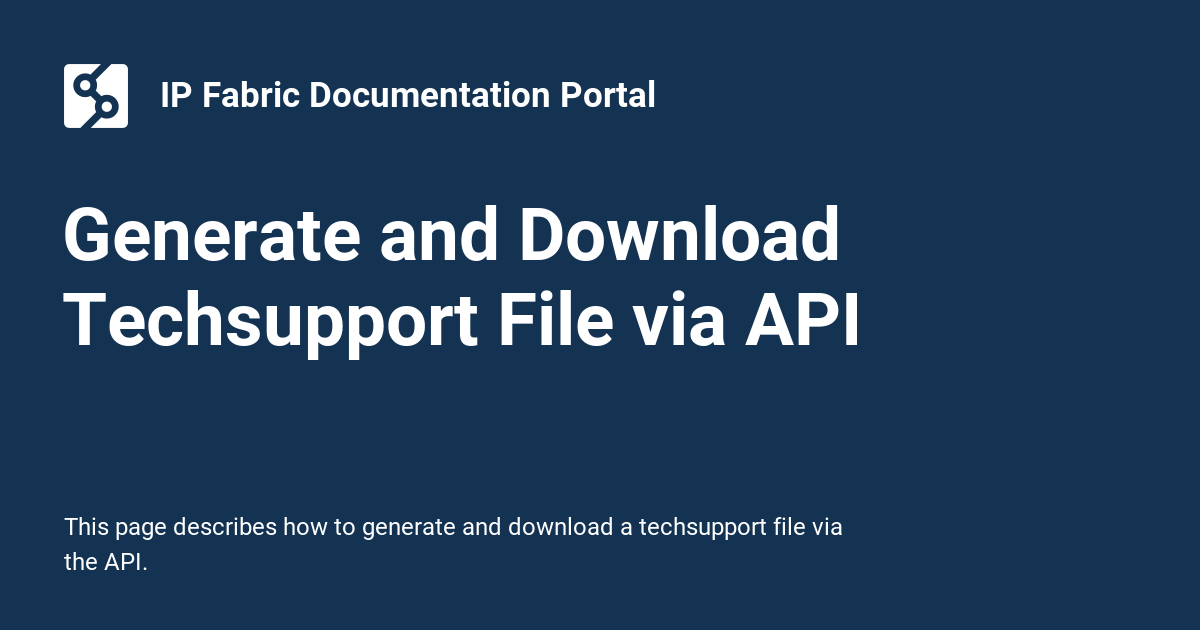 IP Fabric Documentation Portal
Generate and Download
Techsupport File via API
This page describes how to generate and download a techsupport file via
the API.